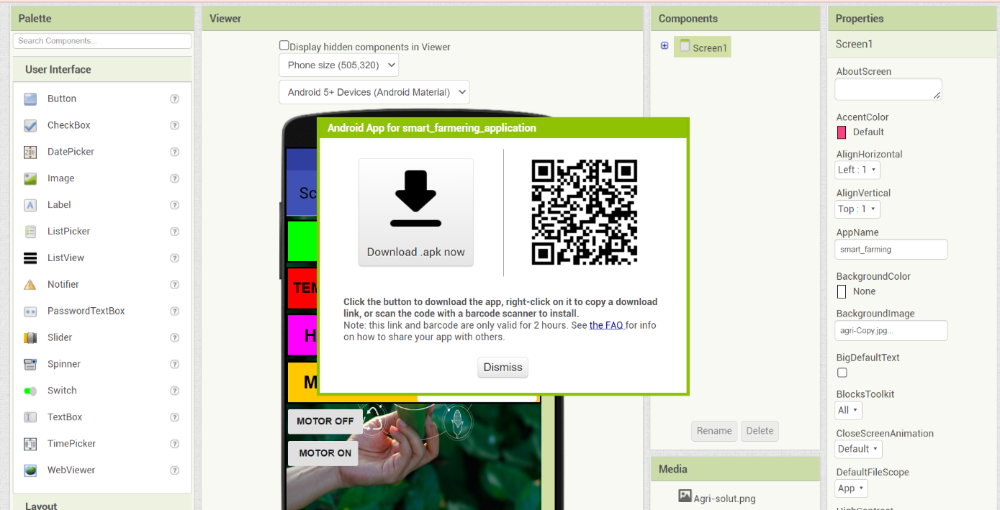 Palette
Search Components...
User Interface
Button
CheckBox
DatePicker
Image
Label
ListPicker
ListView
Notifier
PasswordTextBox
Slider
Spinner
Switch
TextBox
TimePicker
WebViewer
Layout
Viewer
Display hidden components in Viewer
Phone size (505,320)
Android 5+ Devices (Android Material)
Sc
TEM
H
M
MOTOR OFF
MOTOR ON
Android App for smart_farmering_application
Download .apk now
Click the button to download the app, right-click on it to copy a download
link, or scan the code with a barcode scanner to install.
Note: this link and barcode are only valid for 2 hours. See the FAQ for info
on how to share your app with others.
Dismiss
Components
Screen1
Rename Delete
Media
Agri-solut.png
Properties
Screen1
AboutScreen
AccentColor
Default
AlignHorizontal
Left : 1
AlignVertical
Top : 1
AppName
smart_farming
BackgroundColor
None
BackgroundImage
agri-Copy.jpg...
BigDefaultText
BlocksToolkit
All
CloseScreenAnimation
Default
DefaultFileScope
App
HighContrast